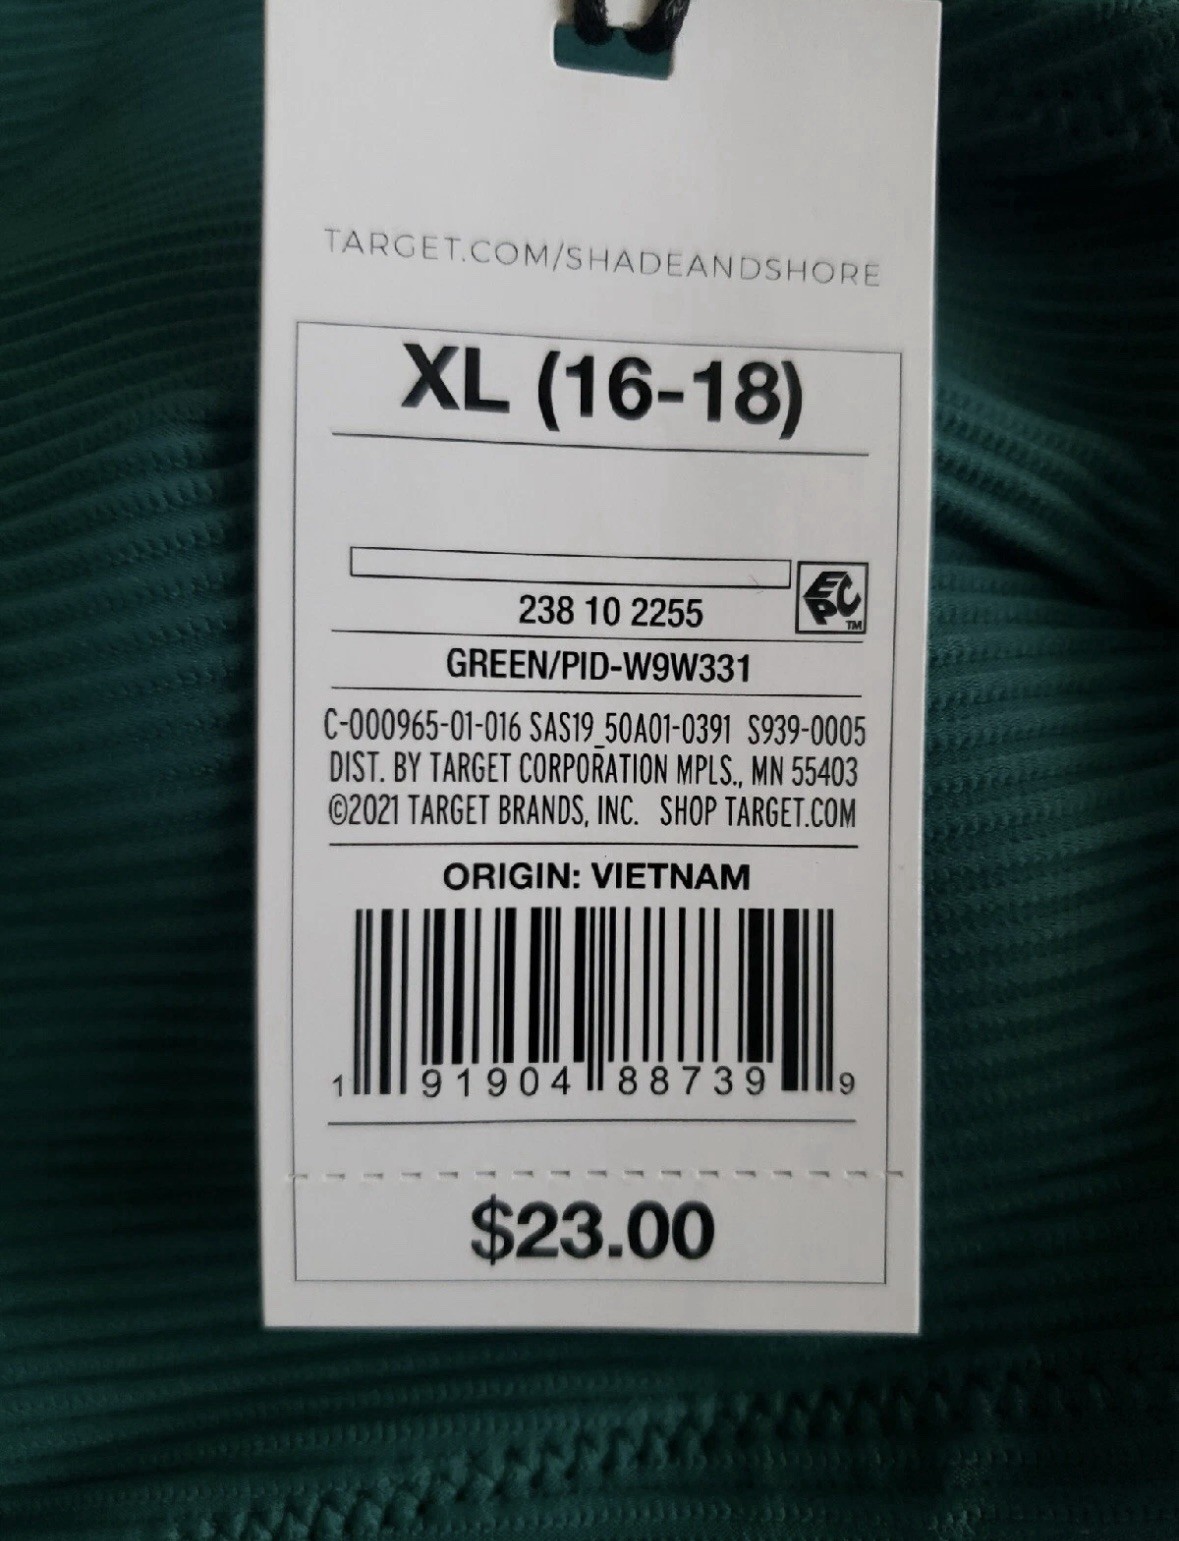 TARGET.COM/SHADEANDSHORE
XL (16-18)
EPC TM
238 10 2255
GREEN/PID-W9W331
C-000965-01-016 SAS19_50A01-0391 S939-0005
DIST. BY TARGET CORPORATION MPLS., MN 55403
©2021 TARGET BRANDS, INC. SHOP TARGET.COM
ORIGIN: VIETNAM
1 91904 88739 9
$23.00